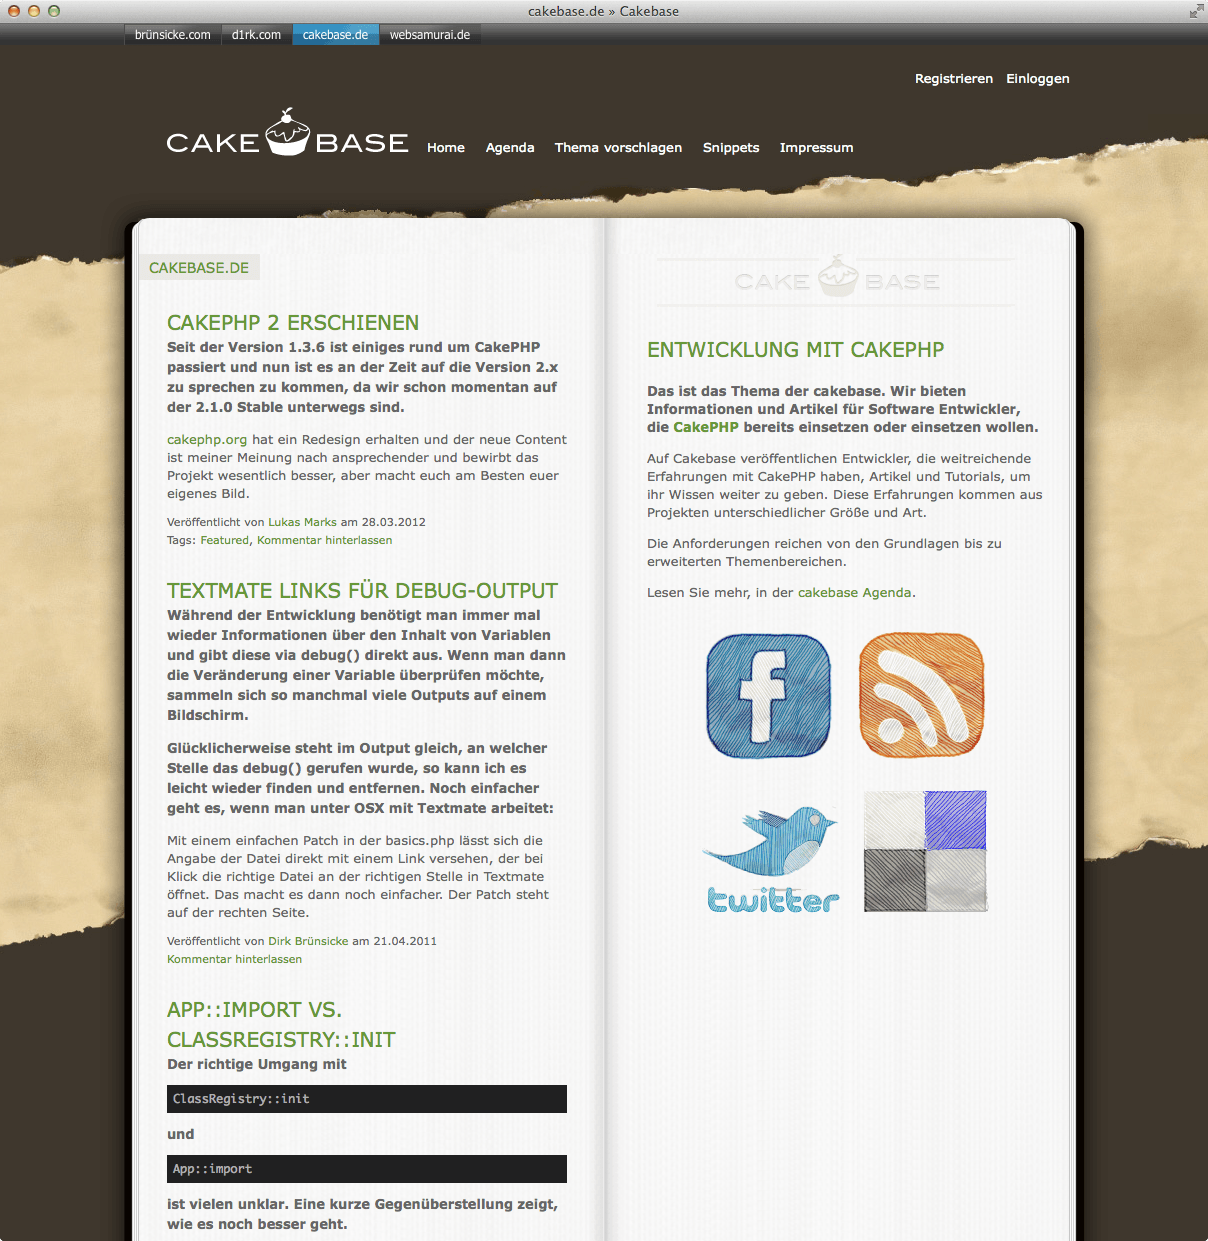 cakebase.de » Cakebase
brünsicke.com d1rk.com cakebase.de websamurai.de
Registrieren Einloggen
CAKE BASE Home Agenda Thema vorschlagen Snippets Impressum
CAKEBASE.DE
CAKEPHP 2 ERSCHIENEN
Seit der Version 1.3.6 ist einiges rund um CakePHP
passiert und nun ist es an der Zeit auf die Version 2.x
zu sprechen zu kommen, da wir schon momentan auf
der 2.1.0 Stable unterwegs sind.
cakephp.org hat ein Redesign erhalten und der neue Content
ist meiner Meinung nach ansprechender und bewirbt das
Projekt wesentlich besser, aber macht euch am Besten euer
eigenes Bild.
Veröffentlicht von Lukas Marks am 28.03.2012
Tags: Featured, Kommentar hinterlassen
TEXTMATE LINKS FÜR DEBUG-OUTPUT
Während der Entwicklung benötigt man immer mal
wieder Informationen über den Inhalt von Variablen
und gibt diese via debug() direkt aus. Wenn man dann
die Veränderung einer Variable überprüfen möchte,
sammeln sich so manchmal viele Outputs auf einem
Bildschirm.
Glücklicherweise steht im Output gleich, an welcher
Stelle das debug() gerufen wurde, so kann ich es
leicht wieder finden und entfernen. Noch einfacher
geht es, wenn man unter OSX mit Textmate arbeitet:
Mit einem einfachen Patch in der basics.php lässt sich die
Angabe der Datei direkt mit einem Link versehen, der bei
Klick die richtige Datei an der richtigen Stelle in Textmate
öffnet. Das macht es dann noch einfacher. Der Patch steht
auf der rechten Seite.
Veröffentlicht von Dirk Brünsicke am 21.04.2011
Kommentar hinterlassen
APP::IMPORT VS.
CLASSREGISTRY::INIT
Der richtige Umgang mit
ClassRegistry::init
und
App::import
ist vielen unklar. Eine kurze Gegenüberstellung zeigt,
wie es noch besser geht.
CAKE BASE
ENTWICKLUNG MIT CAKEPHP
Das ist das Thema der cakebase. Wir bieten
Informationen und Artikel für Software Entwickler,
die CakePHP bereits einsetzen oder einsetzen wollen.
Auf Cakebase veröffentlichen Entwickler, die weitreichende
Erfahrungen mit CakePHP haben, Artikel und Tutorials, um
ihr Wissen weiter zu geben. Diese Erfahrungen kommen aus
Projekten unterschiedlicher Größe und Art.
Die Anforderungen reichen von den Grundlagen bis zu
erweiterten Themenbereichen.
Lesen Sie mehr, in der cakebase Agenda.
f
twitter